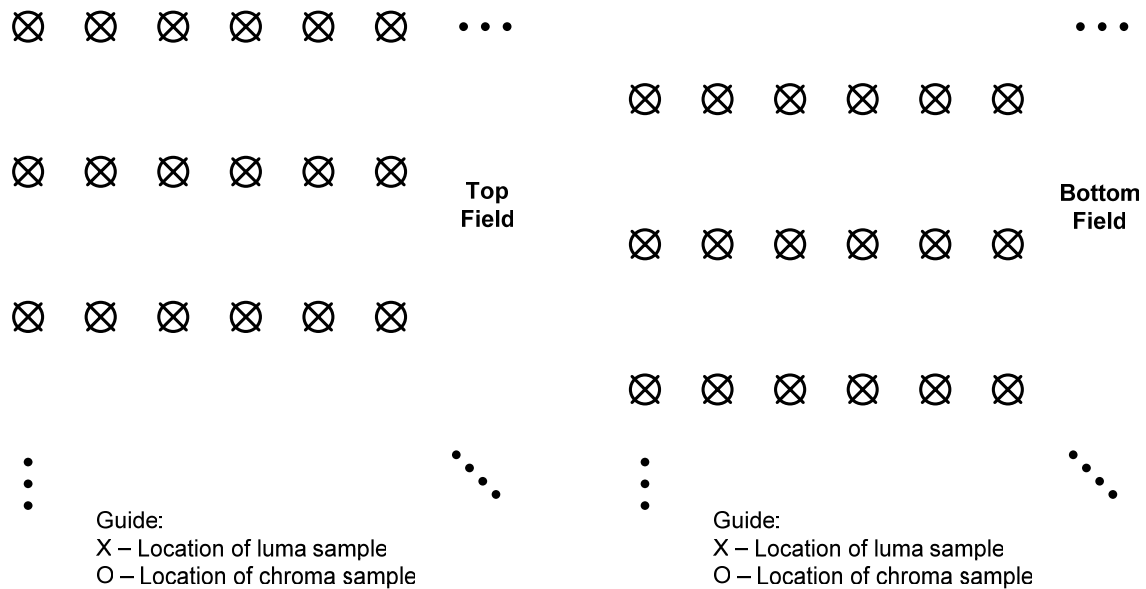 Top
Field
Bottom
Field
Guide:
X – Location of luma sample
O – Location of chroma sample
Guide:
X – Location of luma sample
O – Location of chroma sample